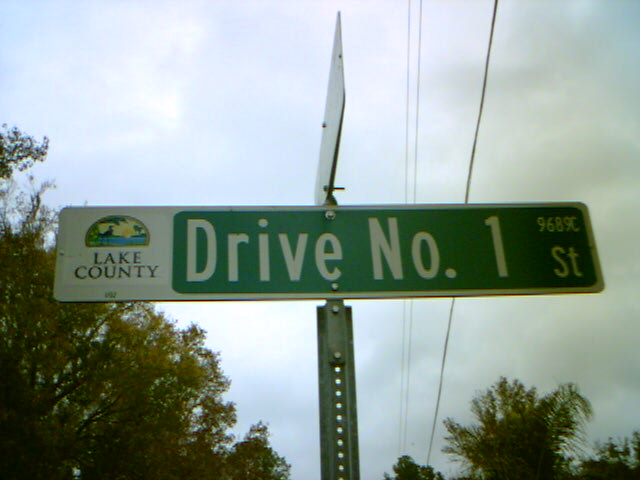 LAKE
COUNTY
Drive No. 1 St
9689C